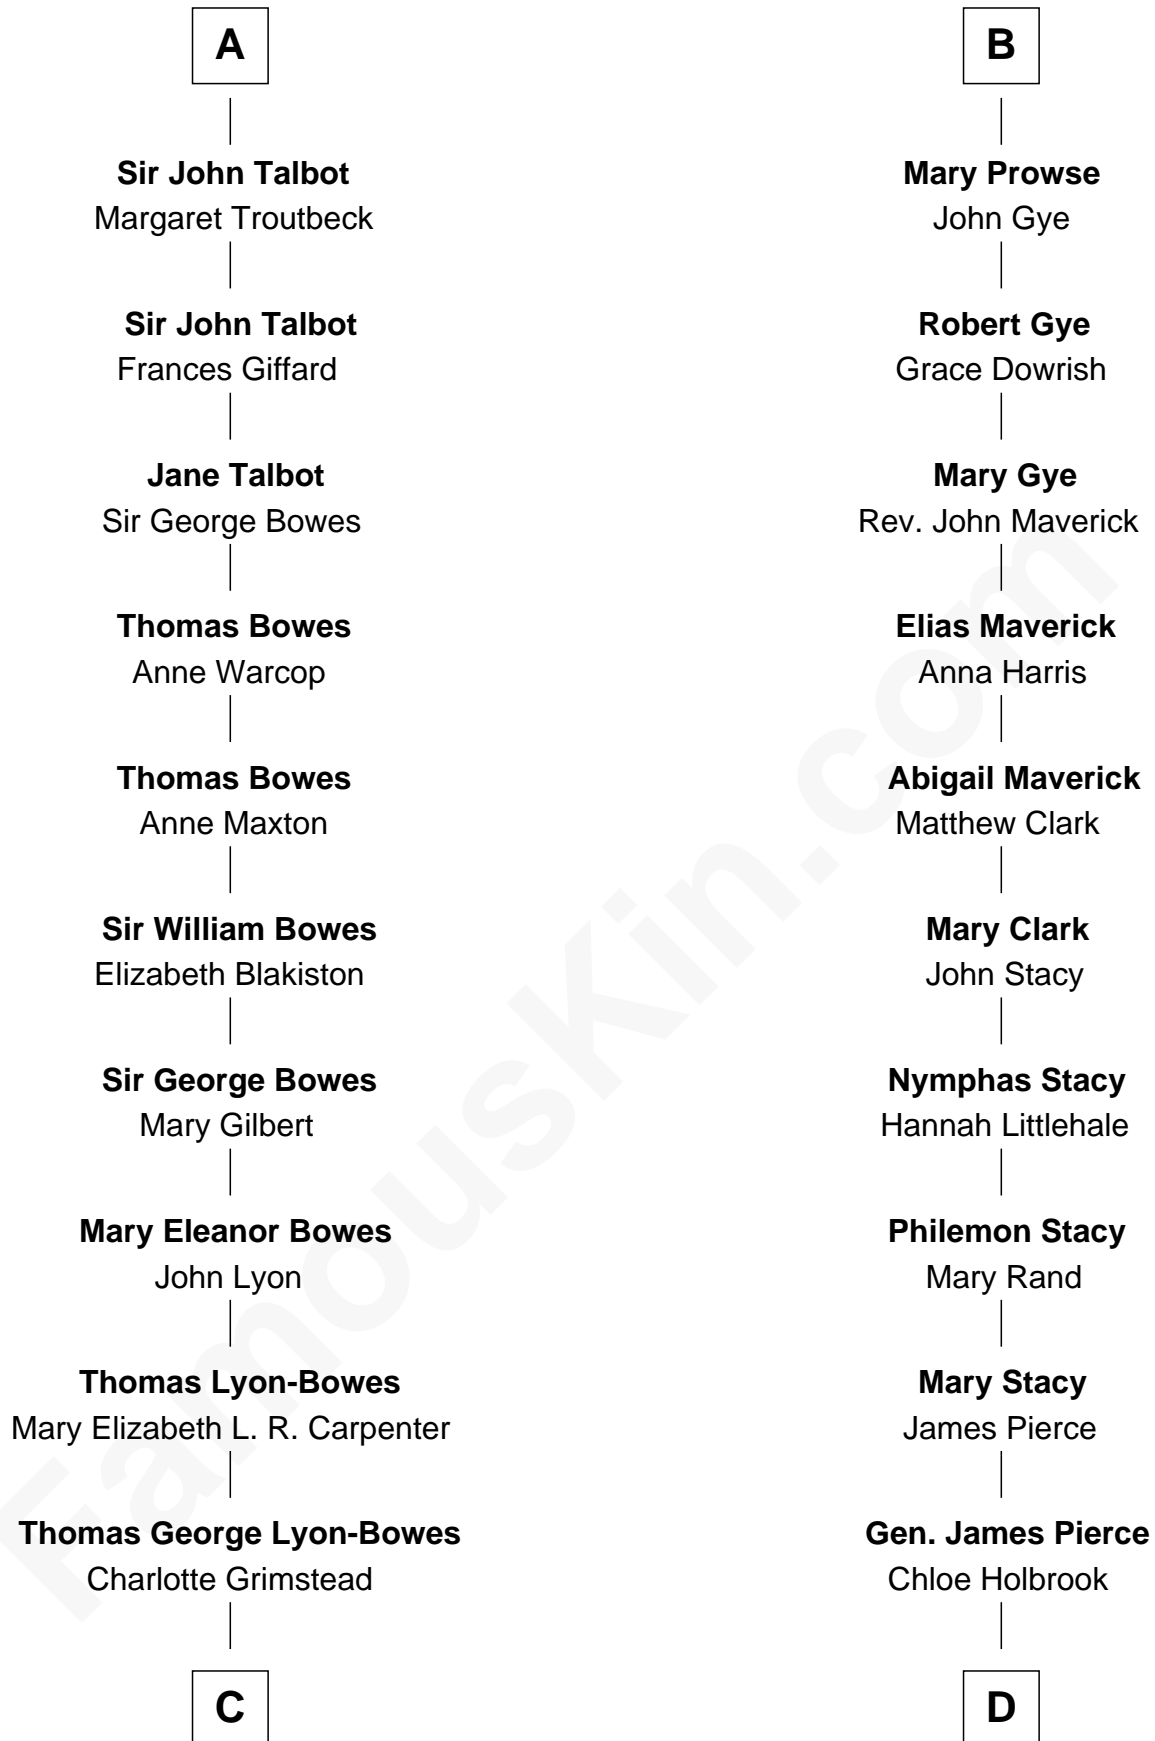 A
Sir John Talbot
Margaret Troutbeck
Sir John Talbot
Frances Giffard
Jane Talbot
Sir George Bowes
Thomas Bowes
Anne Warcop
Thomas Bowes
Anne Maxton
Sir William Bowes
Elizabeth Blakiston
Sir George Bowes
Mary Gilbert
Mary Eleanor Bowes
John Lyon
Thomas Lyon-Bowes
Mary Elizabeth L. R. Carpenter
Thomas George Lyon-Bowes
Charlotte Grimstead
C
B
Mary Prowse
John Gye
Robert Gye
Grace Dowrish
Mary Gye
Rev. John Maverick
Elias Maverick
Anna Harris
Abigail Maverick
Matthew Clark
Mary Clark
John Stacy
Nymphas Stacy
Hannah Littlehale
Philemon Stacy
Mary Rand
Mary Stacy
James Pierce
Gen. James Pierce
Chloe Holbrook
D
FamousKin.com